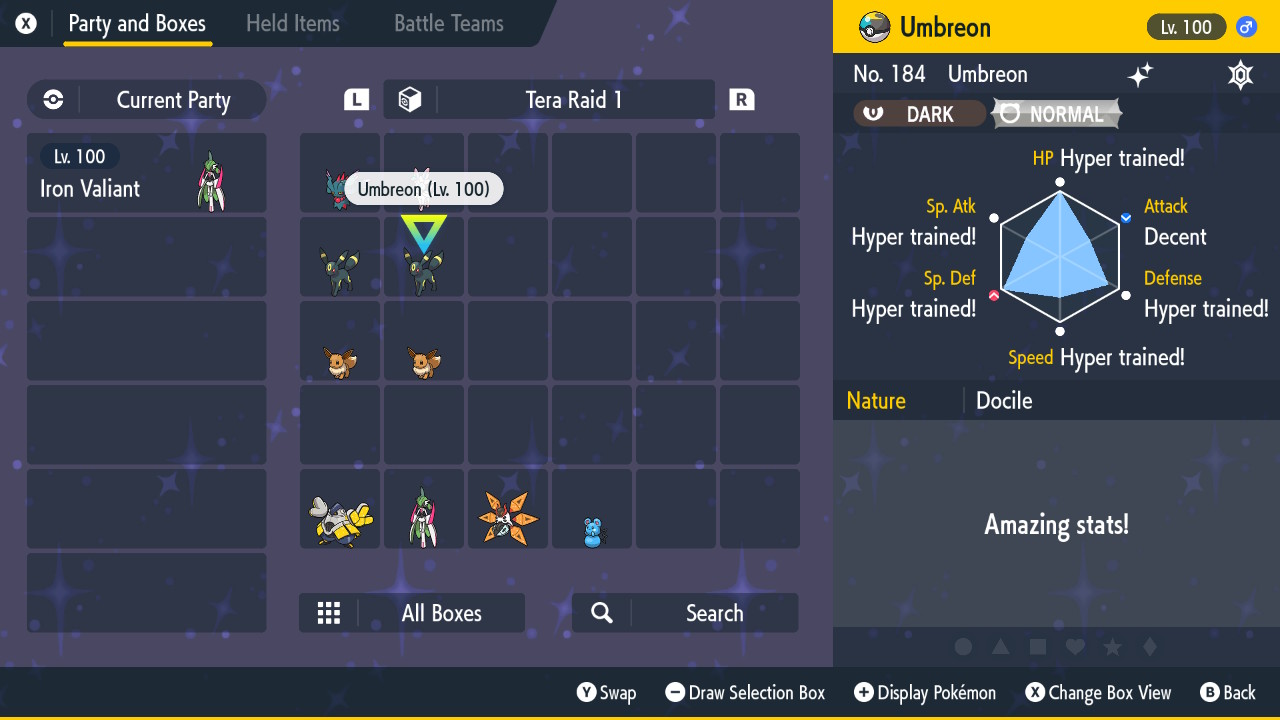 X Party and Boxes Held Items Battle Teams
Umbreon Lv. 100
No. 184 Umbreon
Current Party
L Tera Raid 1 R
DARK NORMAL
Lv. 100
Iron Valiant
Umbreon (Lv. 100)
HP Hyper trained!
Sp. Atk
Hyper trained!
Attack
Decent
Sp. Def
Hyper trained!
Defense
Hyper trained!
Speed Hyper trained!
Nature Docile
Amazing stats!
All Boxes Search
Y Swap - Draw Selection Box + Display Pokémon X Change Box View B Back